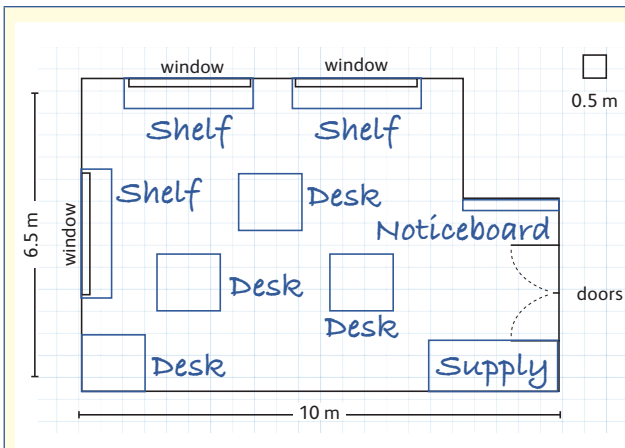 window
window
0.5 m
Shelf
Shelf
Shelf
Desk
6.5 m
window
Noticeboard
Desk
doors
Desk
Desk
Supply
10 m